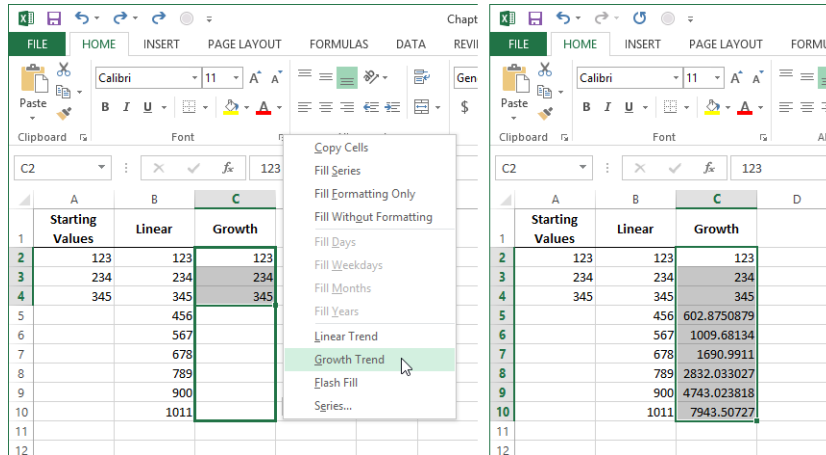 Chapt
FILE HOME INSERT PAGE LAYOUT FORMULAS DATA REVI
Calibri 11 A A Gen
Paste B I U A $
Clipboard Font
C2 fx 123
A B C
Starting Values Linear Growth
1
2 123 123 123
3 234 234 234
4 345 345 345
5 456
6 567
7 678
8 789
9 900
10 1011
11
12
Copy Cells
Fill Series
Fill Formatting Only
Fill Without Formatting
Fill Days
Fill Weekdays
Fill Months
Fill Years
Linear Trend
Growth Trend
Flash Fill
Series...
FILE HOME INSERT PAGE LAYOUT FORMU
Calibri 11 A A
Paste B I U A
Clipboard Font Al
C2 fx 123
A B C D
Starting Values Linear Growth
1
2 123 123 123
3 234 234 234
4 345 345 345
5 456 602.8750879
6 567 1009.68134
7 678 1690.9911
8 789 2832.033027
9 900 4743.023818
10 1011 7943.50727
11
12